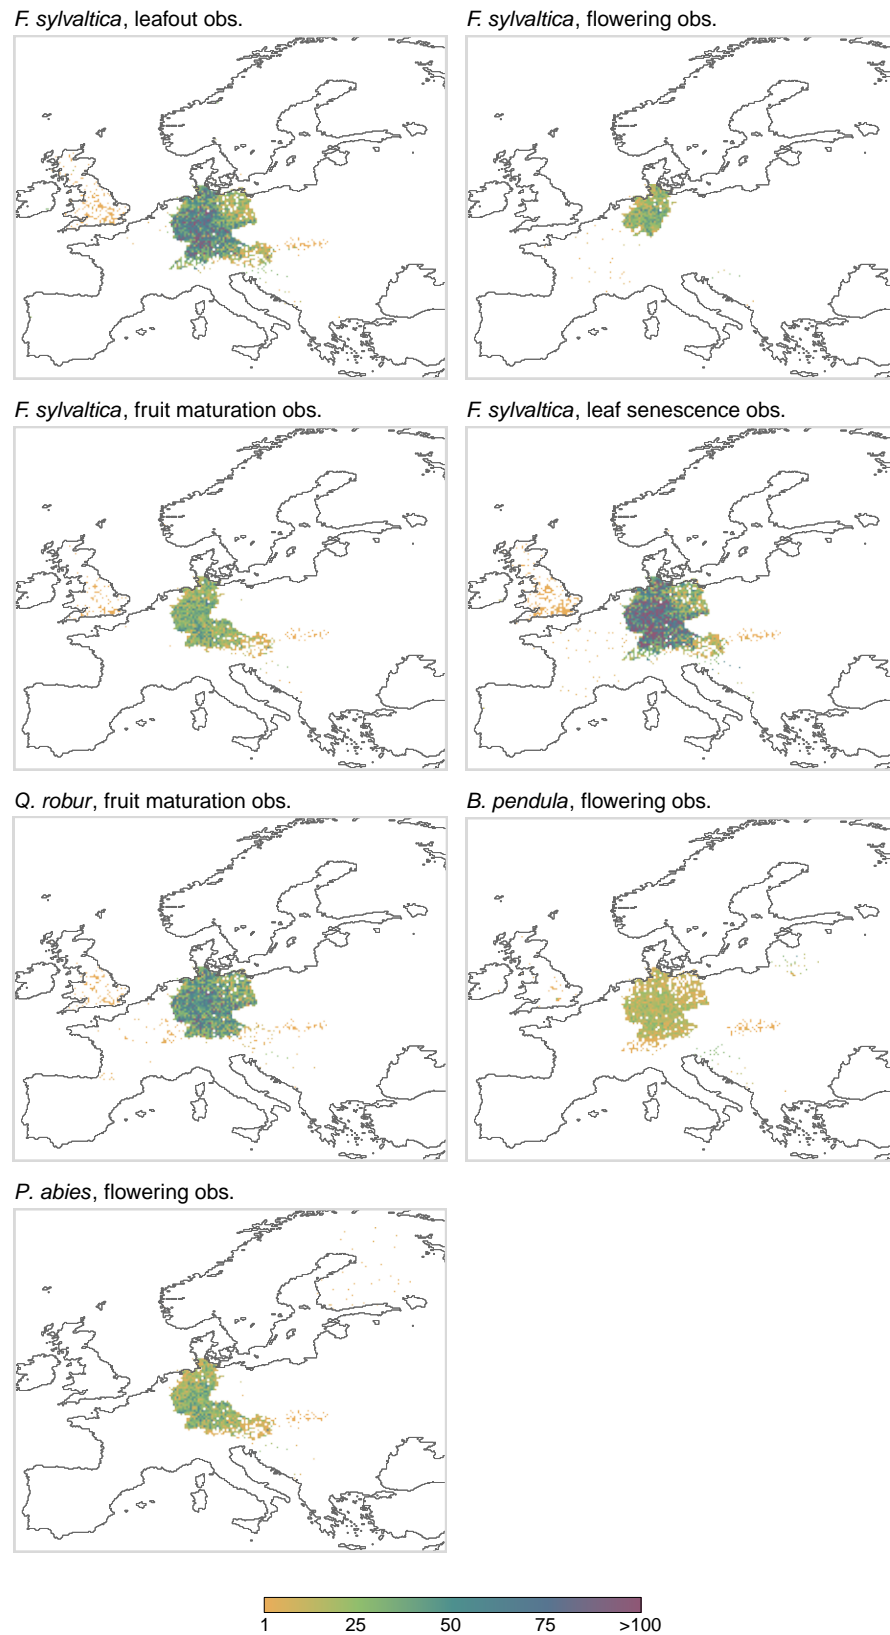 F. sylvaltica, leafout obs.
F. sylvaltica, flowering obs.
F. sylvaltica, fruit maturation obs.
F. sylvaltica, leaf senescence obs.
Q. robur, fruit maturation obs.
B. pendula, flowering obs.
P. abies, flowering obs.
1 25 50 75 >100